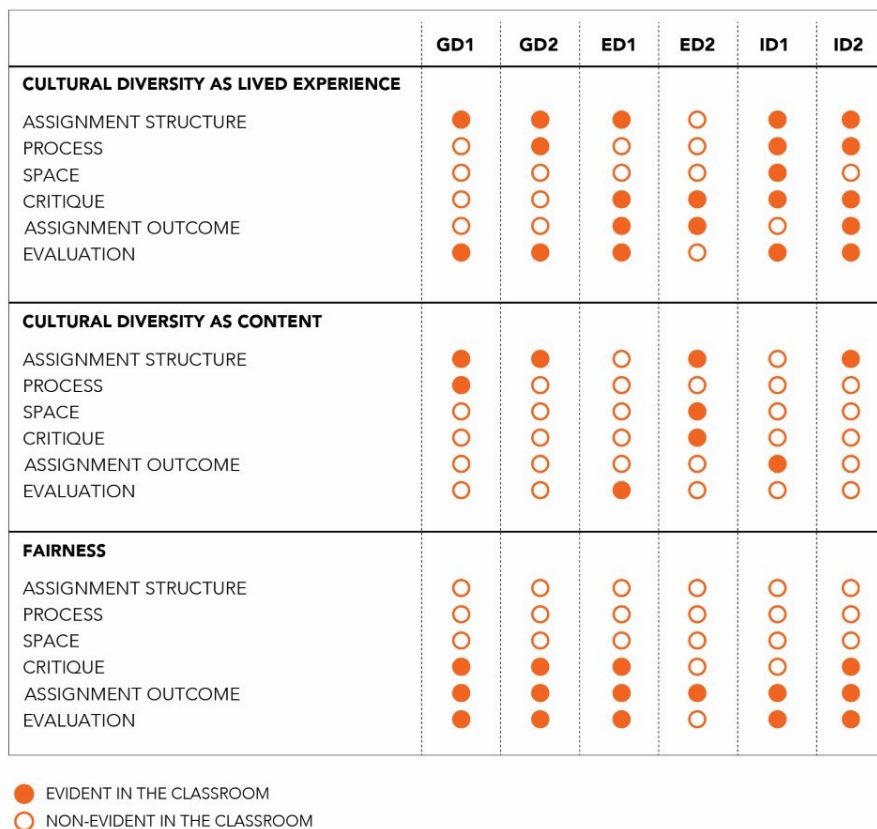 GD1 GD2 ED1 ED2 ID1 ID2
CULTURAL DIVERSITY AS LIVED EXPERIENCE
ASSIGNMENT STRUCTURE
PROCESS
SPACE
CRITIQUE
ASSIGNMENT OUTCOME
EVALUATION
CULTURAL DIVERSITY AS CONTENT
ASSIGNMENT STRUCTURE
PROCESS
SPACE
CRITIQUE
ASSIGNMENT OUTCOME
EVALUATION
FAIRNESS
ASSIGNMENT STRUCTURE
PROCESS
SPACE
CRITIQUE
ASSIGNMENT OUTCOME
EVALUATION
EVIDENT IN THE CLASSROOM
NON-EVIDENT IN THE CLASSROOM